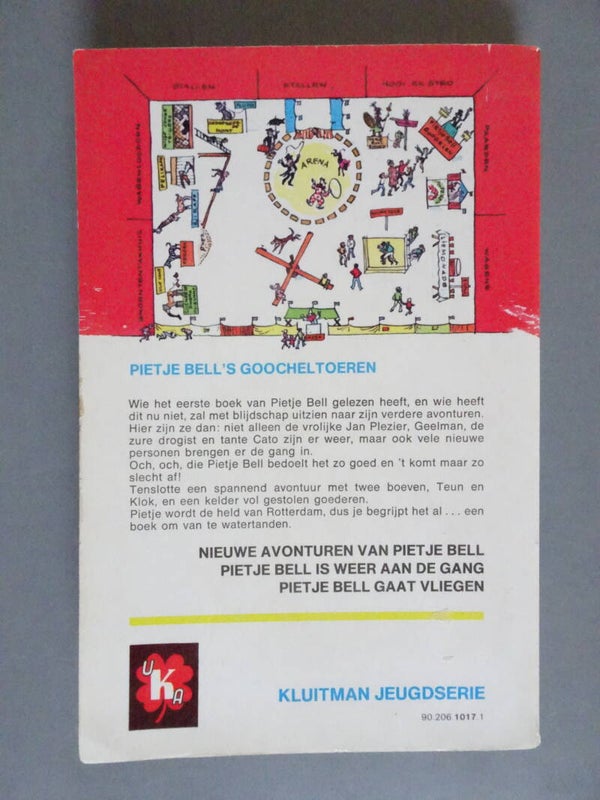 STALLEN
STALLEN
HOOI EN STRO
ARENA
LIEMONADE
WAGENS
PIETJE BELL'S GOOCHELTOEREN
Wie het eerste boek van Pietje Bell gelezen heeft, en wie heeft
dit nu niet, zal met blijdschap uitzien naar zijn verdere avonturen.
Hier zijn ze dan: niet alleen de vrolijke Jan Plezier, Geelman, de
zure drogist en tante Cato zijn er weer, maar ook vele nieuwe
personen brengen er de gang in.
Och, och, die Pietje Bell bedoelt het zo goed en 't komt maar zo
slecht af!
Tenslotte een spannend avontuur met twee boeven, Teun en
Klok, en een kelder vol gestolen goederen.
Pietje wordt de held van Rotterdam, dus je begrijpt het al . . . een
boek om van te watertanden.
NIEUWE AVONTUREN VAN PIETJE BELL
PIETJE BELL IS WEER AAN DE GANG
PIETJE BELL GAAT VLIEGEN
UKA
KLUITMAN JEUGDSERIE
90.206 1017 1